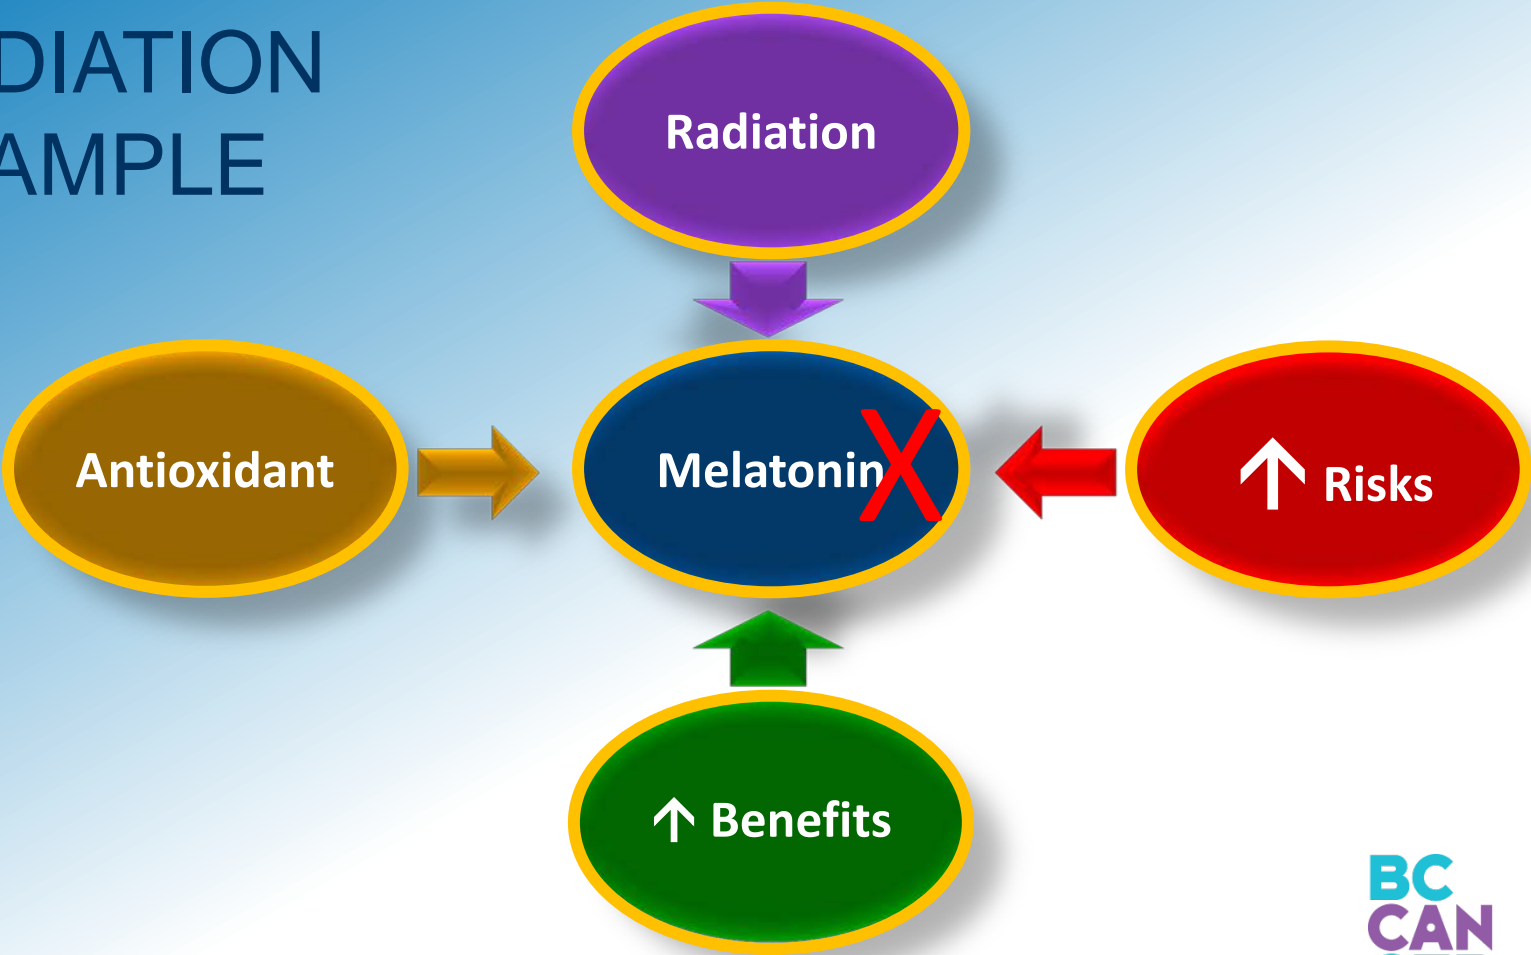 DIATION
AMPLE
Radiation
Antioxidant
Melatonin
X
↑ Risks
↑ Benefits
BC
CAN